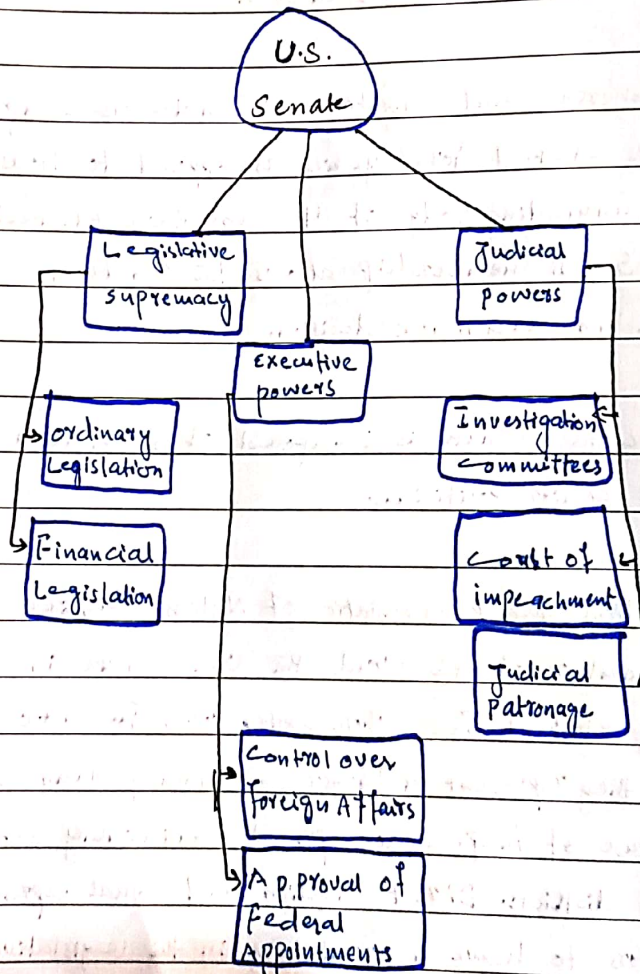 U.S.
Senate
Legislative
supremacy
Judicial
powers
Executive
powers
ordinary
Legislation
Investigation
committees
Financial
Legislation
Court of
impeachment
Judicial
Patronage
Control over
foreign Affairs
Approval of
Federal
Appointments